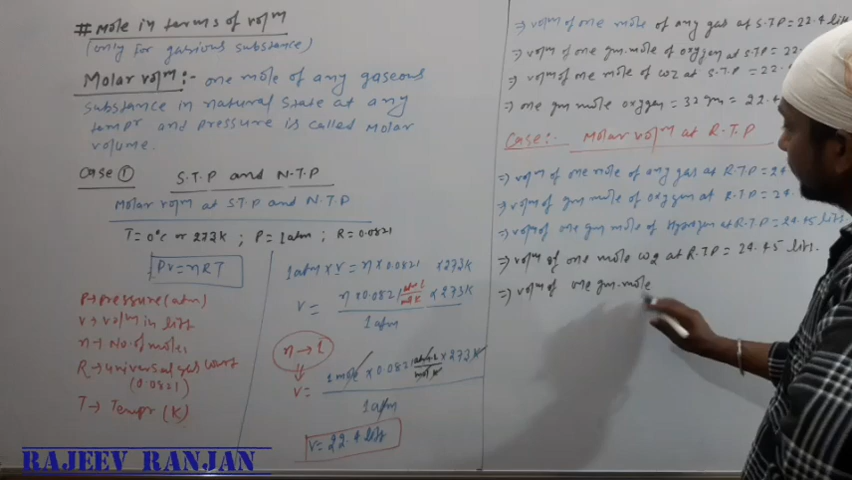 # Mole in terms of volm
(only for gasious substance)
Molar volm:- one mole of any gaseous
substance in natural state at any
tempr and pressure is called Molar
volume.
Case ① S.T.P and N.T.P
Molar volm at S.T.P and N.T.P
T=0°C or 273K ; P=1atm ; R=0.0821
PV=nRT
P→pressure(atm)
V→volm in litr
n→No.of moles
R→universal gas const
(0.0821)
T→Tempr (K)
1atm x V = n x 0.0821 x 273K
V = n x 0.0821 atm·L / mol K x 273K
1atm
n→1
V = 1mole x 0.0821 atm·L / mol·K x 273K
1atm
V=22.4 litr
⇒ volm of one mole of any gas at S.T.P = 22.4 litr
⇒ volm of one gm.mole of oxygen at S.T.P = 22.
⇒ volm of one mole of CO2 at S.T.P = 22.
⇒ one gm mole oxygen = 32 gm = 22.
Case:- Molar volm at R.T.P
⇒ volm of one mole of any gas at R.T.P = 24.
⇒ volm of gm mole of oxygen at R.T.P = 24.
⇒ volm of one gm mole of Hydrogen at R.T.P = 24.45 litr.
⇒ volm of one mole CO2 at R.T.P = 24.45 litr.
⇒ volm of one gm.mole
RAJEEV RANJAN